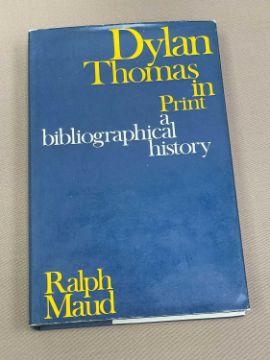 Dylan
Thomas
in
Print
a
bibliographical
history
Ralph
Maud